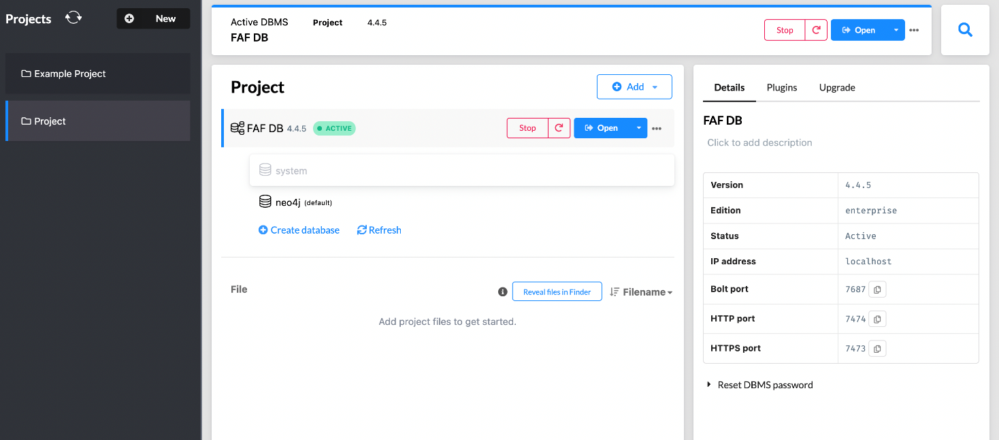 Projects
New
Example Project
Project
Active DBMS Project 4.4.5
FAF DB
Stop Open
Project
Add
FAF DB 4.4.5 ACTIVE
Stop Open
system
neo4j (default)
Create database Refresh
File
Reveal files in Finder Filename
Add project files to get started.
Details Plugins Upgrade
FAF DB
Click to add description
Version 4.4.5
Edition enterprise
Status Active
IP address localhost
Bolt port 7687
HTTP port 7474
HTTPS port 7473
Reset DBMS password